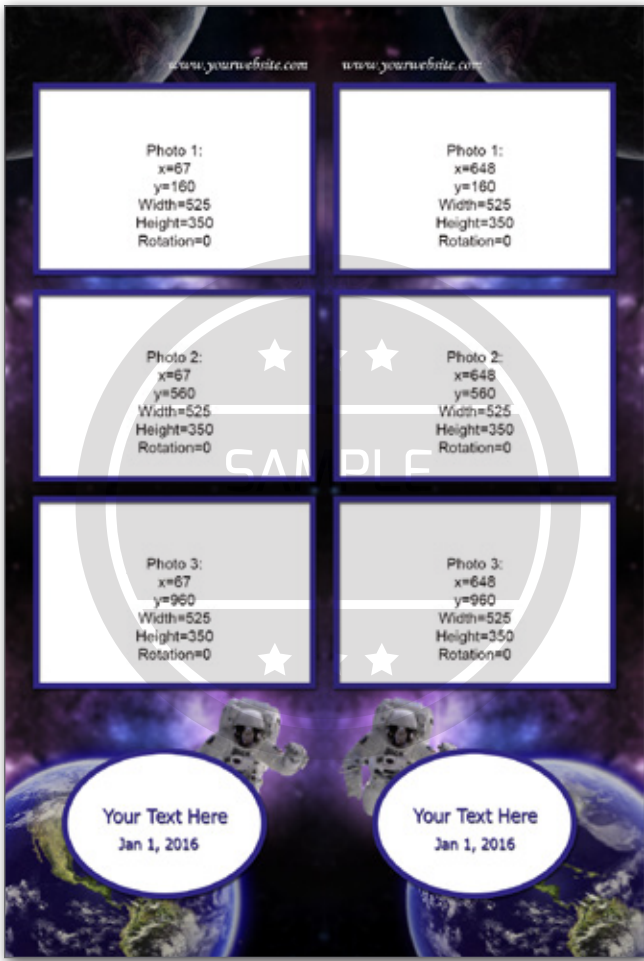 www.yourwebsite.com
www.yourwebsite.com
Photo 1:
x=67
y=160
Width=525
Height=350
Rotation=0
Photo 1:
x=648
y=160
Width=525
Height=350
Rotation=0
Photo 2:
x=67
y=560
Width=525
Height=350
Rotation=0
Photo 2:
x=648
y=560
Width=525
Height=350
Rotation=0
SAMPLE
Photo 3:
x=67
y=960
Width=525
Height=350
Rotation=0
Photo 3:
x=648
y=960
Width=525
Height=350
Rotation=0
Your Text Here
Jan 1, 2016
Your Text Here
Jan 1, 2016